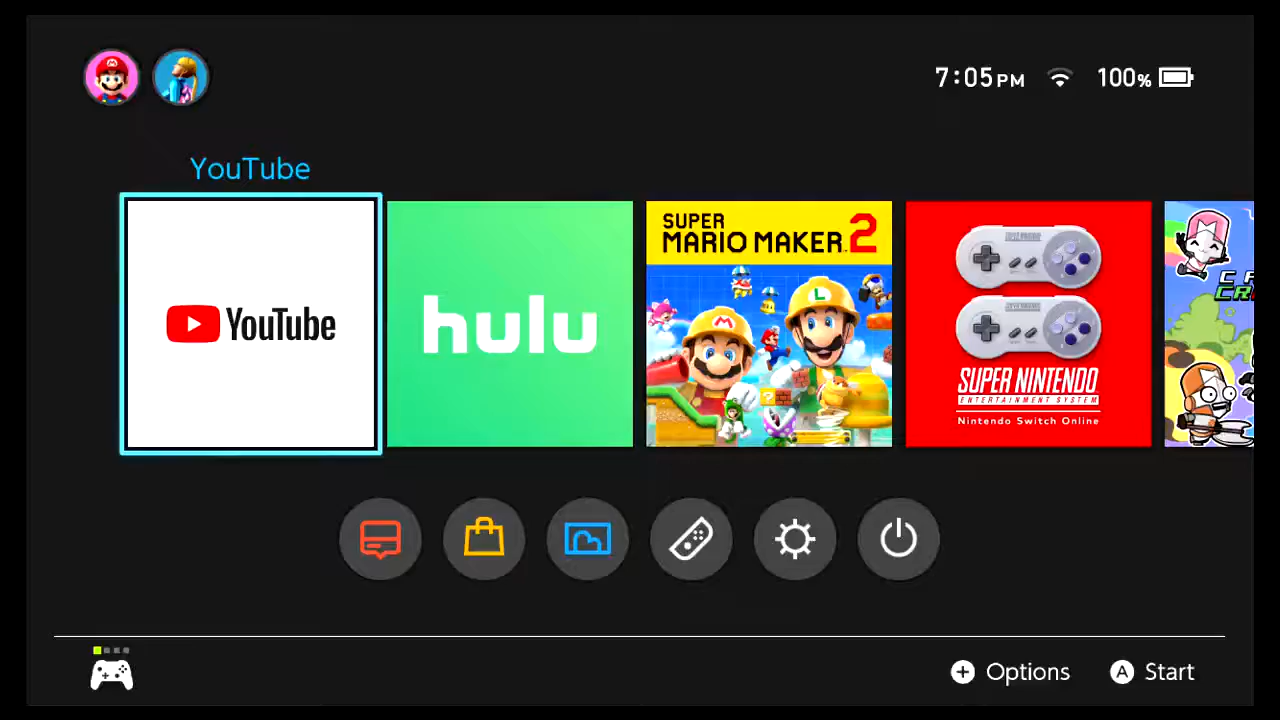 7:05PM 100%
YouTube
YouTube
hulu
SUPER
MARIO MAKER 2
SUPER NINTENDO
ENTERTAINMENT SYSTEM
Nintendo Switch Online
Options
A Start